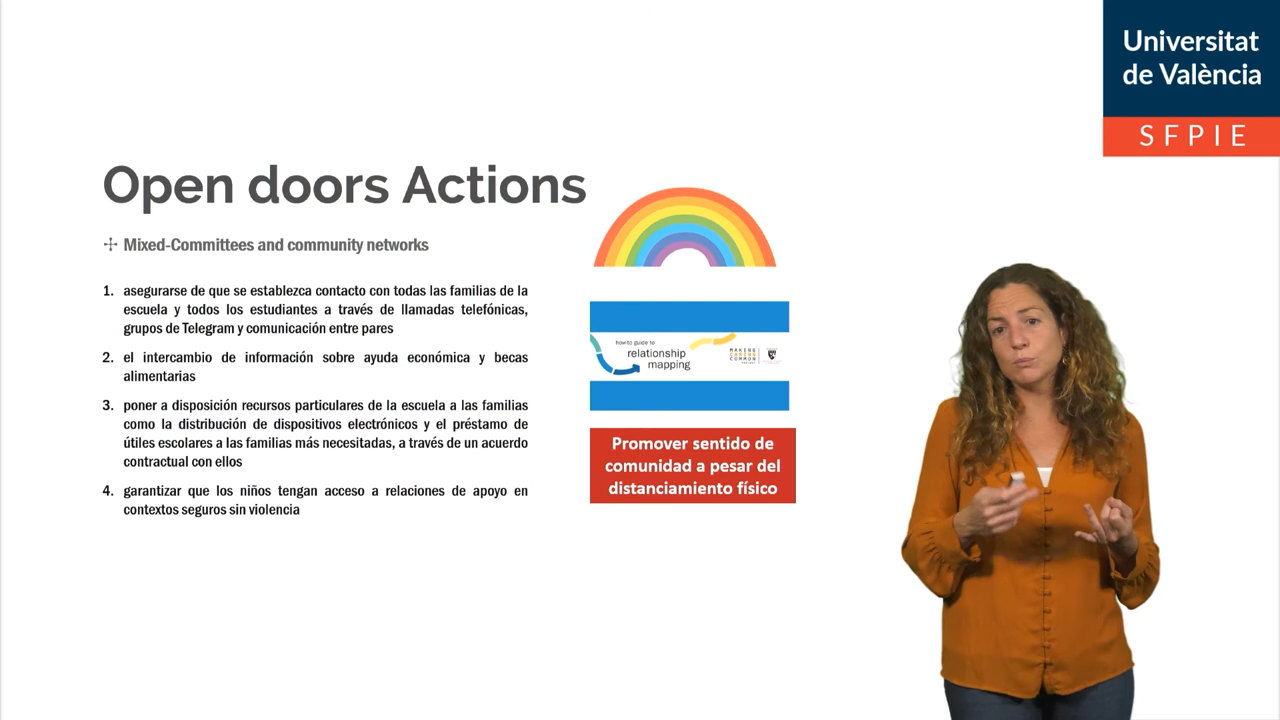 Universitat
de València
SFPIE
Open doors Actions
Mixed-Committees and community networks
1. asegurarse de que se establezca contacto con todas las familias de la
escuela y todos los estudiantes a través de llamadas telefónicas,
grupos de Telegram y comunicación entre pares
2. el intercambio de información sobre ayuda económica y becas
alimentarias
3. poner a disposición recursos particulares de la escuela a las familias
como la distribución de dispositivos electrónicos y el préstamo de
útiles escolares a las familias más necesitadas, a través de un acuerdo
contractual con ellos
4. garantizar que los niños tengan acceso a relaciones de apoyo en
contextos seguros sin violencia
how-to guide to
relationship
mapping
MAKING
CARING
COMMON
PROJECT
Promover sentido de
comunidad a pesar del
distanciamiento físico